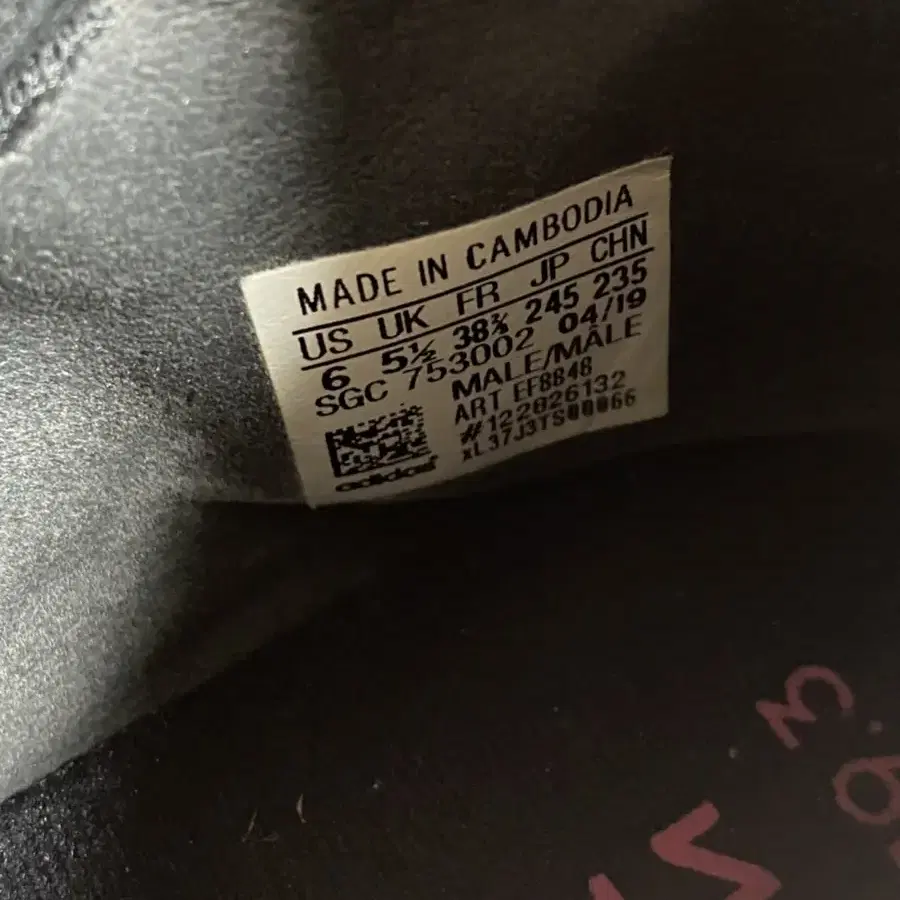 MADE IN CAMBODIA
US UK FR JP CHN
6 5½ 38⅔ 245 235
SGC 753002 04/19
MALE/MÂLE
ART EF8848
#122026132
xL37J3TS00066
adidas